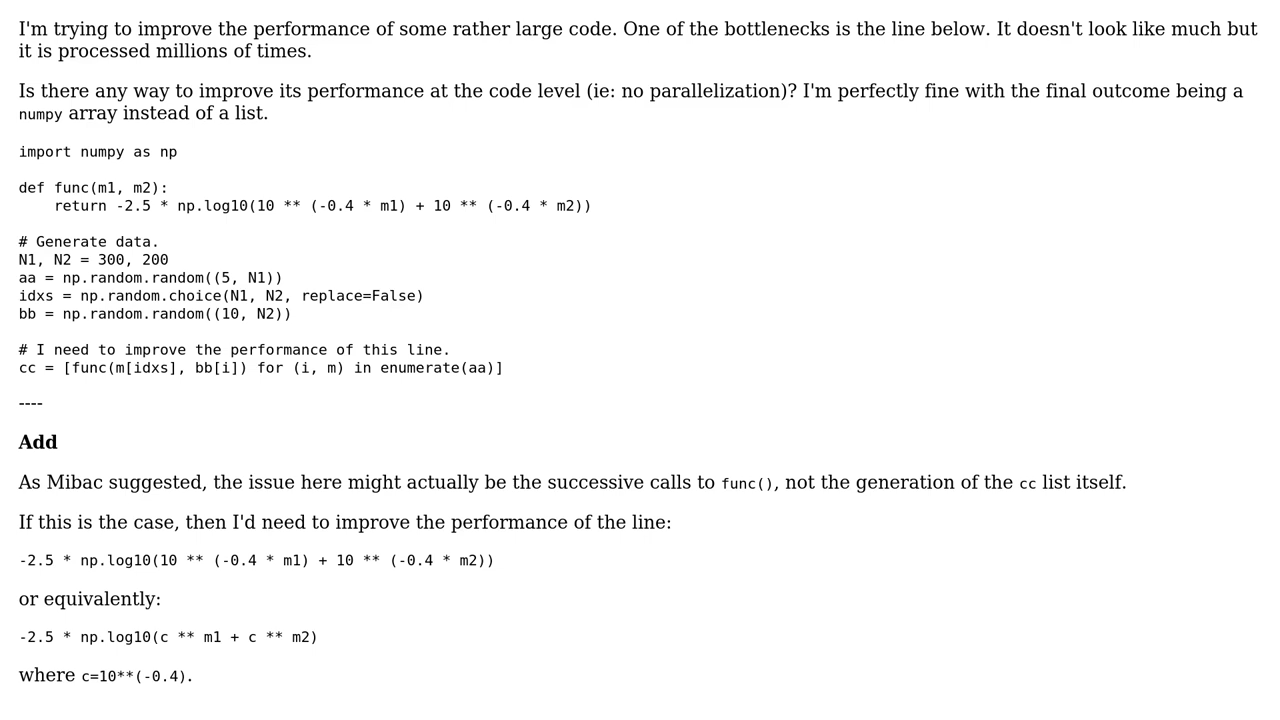 I'm trying to improve the performance of some rather large code. One of the bottlenecks is the line below. It doesn't look like much but
it is processed millions of times.
Is there any way to improve its performance at the code level (ie: no parallelization)? I'm perfectly fine with the final outcome being a
numpy array instead of a list.
import numpy as np
def func(m1, m2):
    return -2.5 * np.log10(10 ** (-0.4 * m1) + 10 ** (-0.4 * m2))
# Generate data.
N1, N2 = 300, 200
aa = np.random.random((5, N1))
idxs = np.random.choice(N1, N2, replace=False)
bb = np.random.random((10, N2))
# I need to improve the performance of this line.
cc = [func(m[idxs], bb[i]) for (i, m) in enumerate(aa)]
----
Add
As Mibac suggested, the issue here might actually be the successive calls to func(), not the generation of the cc list itself.
If this is the case, then I'd need to improve the performance of the line:
-2.5 * np.log10(10 ** (-0.4 * m1) + 10 ** (-0.4 * m2))
or equivalently:
-2.5 * np.log10(c ** m1 + c ** m2)
where c=10**(-0.4).